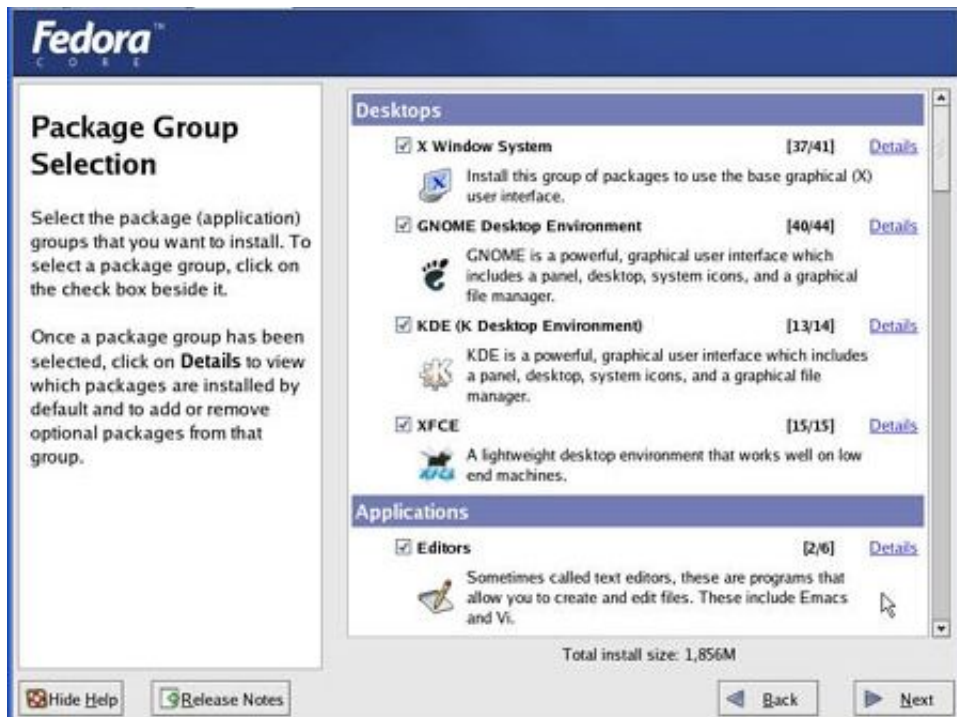 Fedora™
CORE
Package Group
Selection
Select the package (application)
groups that you want to install. To
select a package group, click on
the check box beside it.
Once a package group has been
selected, click on Details to view
which packages are installed by
default and to add or remove
optional packages from that
group.
Desktops
X Window System [37/41] Details
Install this group of packages to use the base graphical (X)
user interface.
GNOME Desktop Environment [40/44] Details
GNOME is a powerful, graphical user interface which
includes a panel, desktop, system icons, and a graphical
file manager.
KDE (K Desktop Environment) [13/14] Details
KDE is a powerful, graphical user interface which includes
a panel, desktop, system icons, and a graphical file
manager.
XFCE [15/15] Details
A lightweight desktop environment that works well on low
end machines.
Applications
Editors [2/6] Details
Sometimes called text editors, these are programs that
allow you to create and edit files. These include Emacs
and Vi.
Total install size: 1,856M
Hide Help
Release Notes
Back
Next